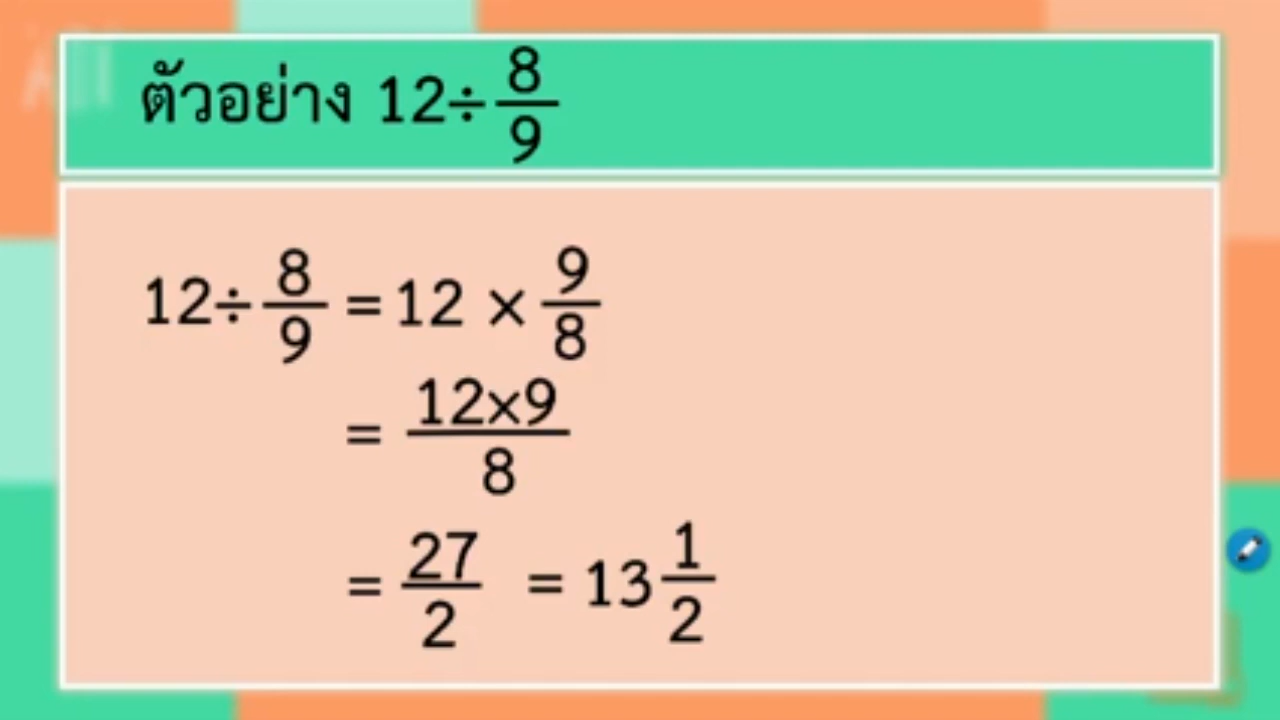 ตัวอย่าง 12÷8/9
12÷8/9 = 12 × 9/8
= 12×9/8
= 27/2 = 13 1/2